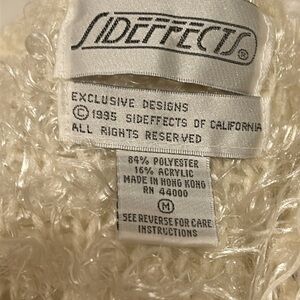 SIDEFFECTS®
EXCLUSIVE DESIGNS
© 1995 SIDEFFECTS OF CALIFORNIA
ALL RIGHTS RESERVED
84% POLYESTER
16% ACRYLIC
MADE IN HONG KONG
RN 44000
M
SEE REVERSE FOR CARE
INSTRUCTIONS